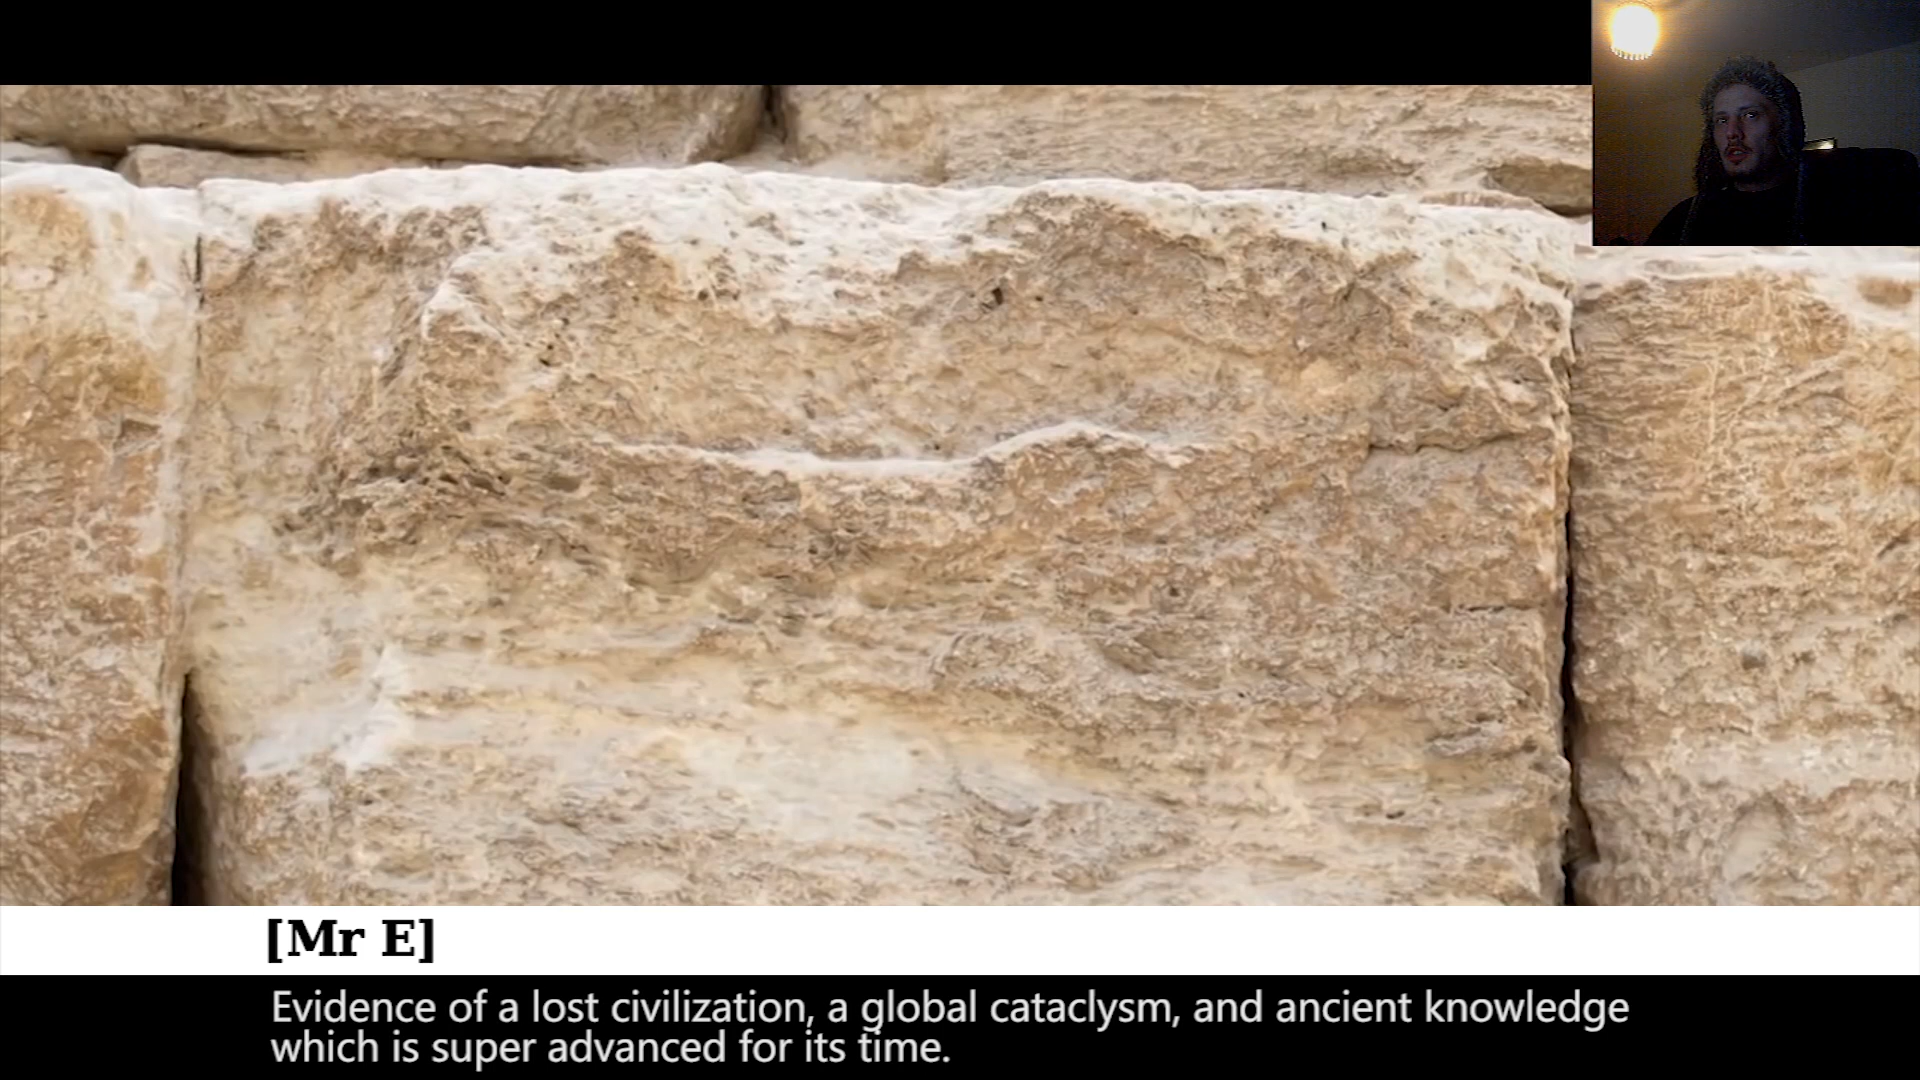 [Mr E]
Evidence of a lost civilization, a global cataclysm, and ancient knowledge
which is super advanced for its time.